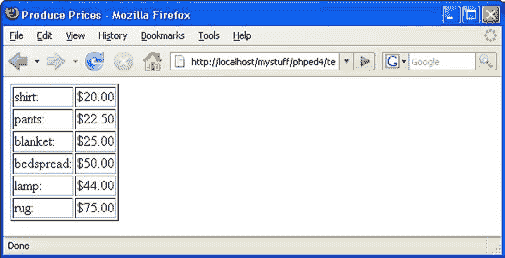 Produce Prices - Mozilla Firefox
File Edit View History Bookmarks Tools Help
http://localhost/mystuff/phped4/te G Google
shirt: $20.00
pants: $22.50
blanket: $25.00
bedspread: $50.00
lamp: $44.00
rug: $75.00
Done